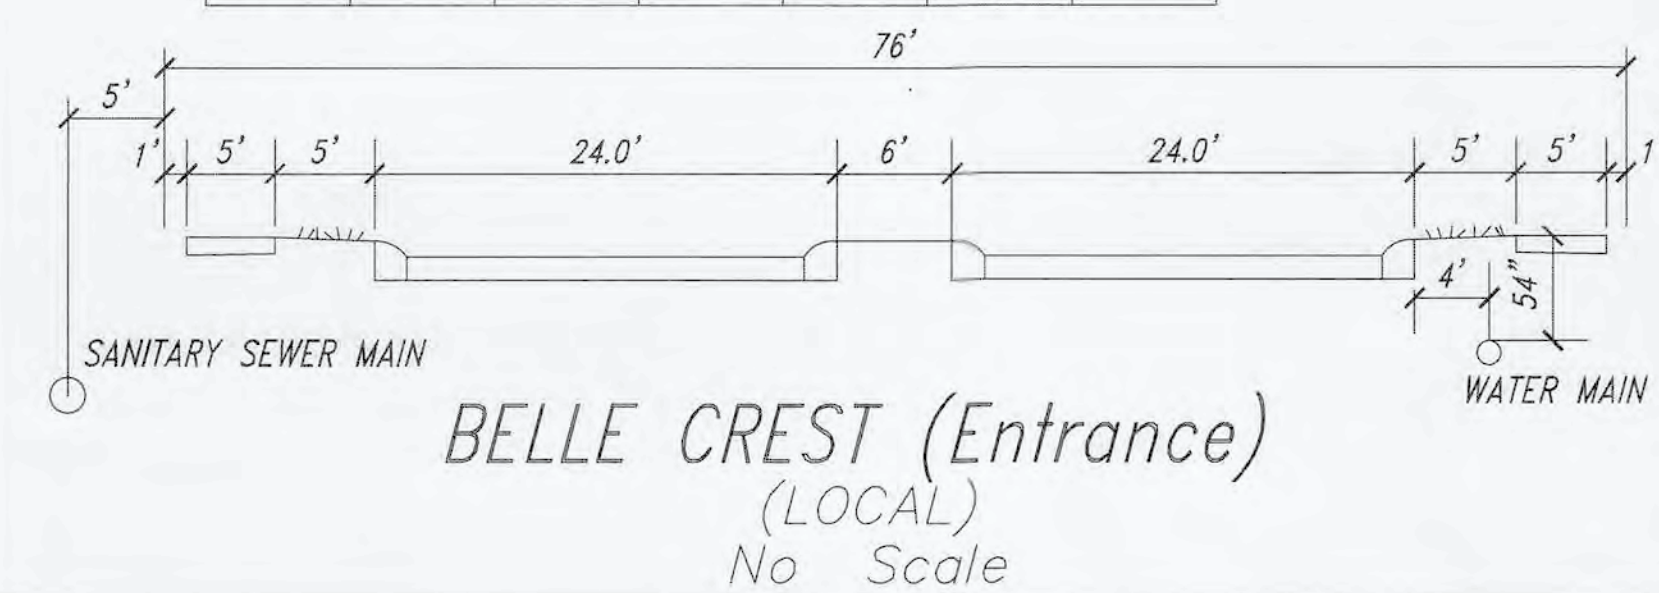 76'
5'
1' 5' 5' 24.0' 6' 24.0' 5' 5' 1
4' 54"
SANITARY SEWER MAIN
WATER MAIN
BELLE CREST (Entrance)
(LOCAL)
No Scale